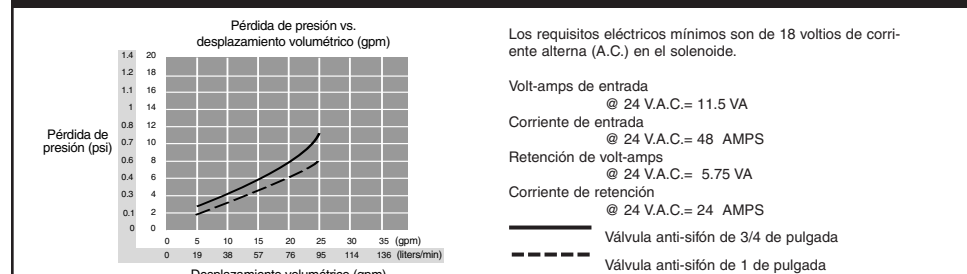 Pérdida de presión vs.
desplazamiento volumétrico (gpm)
Pérdida de
presión (psi)
1.4 20
1.2 18
1.1 16
1 14
0.8 12
0.7 10
0.6 8
0.4 6
0.3 4
0.1 2
0 0
0 5 10 15 20 25 30 35 (gpm)
0 19 38 57 76 95 114 136 (liters/min)
Desplazamiento volumétrico (gpm)
Los requisitos eléctricos mínimos son de 18 voltios de corri-
ente alterna (A.C.) en el solenoide.
Volt-amps de entrada
@ 24 V.A.C.= 11.5 VA
Corriente de entrada
@ 24 V.A.C.= 48 AMPS
Retención de volt-amps
@ 24 V.A.C.= 5.75 VA
Corriente de retención
@ 24 V.A.C.= 24 AMPS
Válvula anti-sifón de 3/4 de pulgada
Válvula anti-sifón de 1 de pulgada